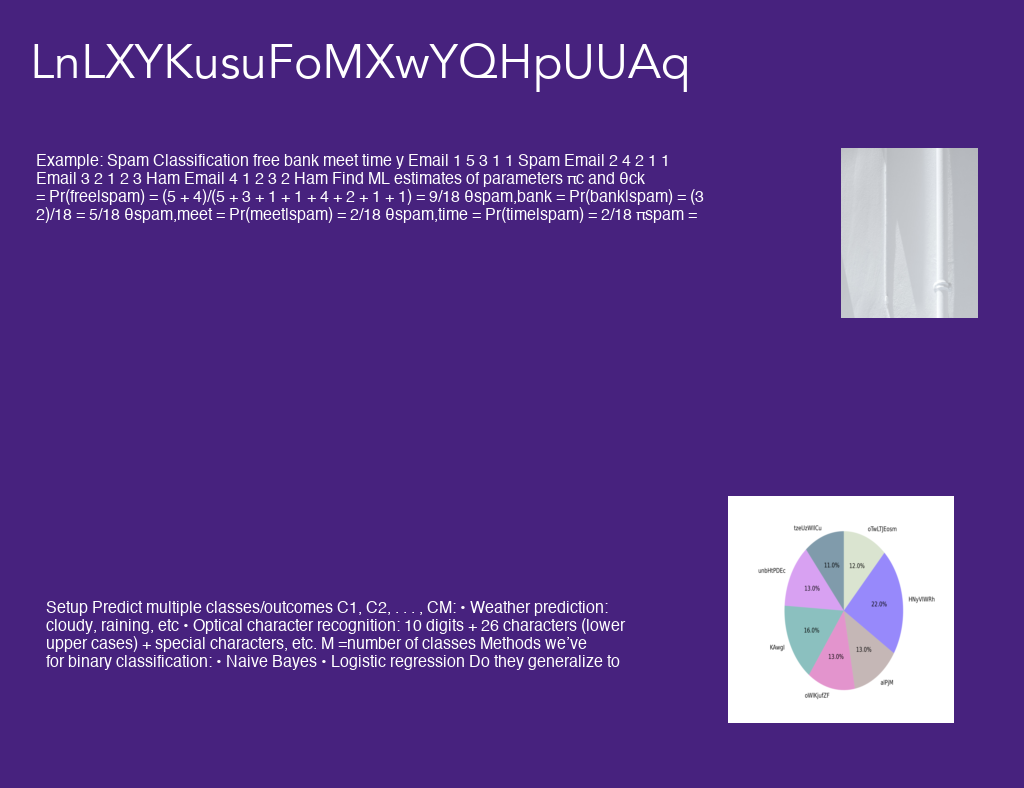 LnLXYKusuFoMXwYQHpUUAq
Example: Spam Classification free bank meet time y Email 1 5 3 1 1 Spam Email 2 4 2 1 1
Email 3 2 1 2 3 Ham Email 4 1 2 3 2 Ham Find ML estimates of parameters πc and θck
= Pr(free|spam) = (5 + 4)/(5 + 3 + 1 + 1 + 4 + 2 + 1 + 1) = 9/18 θspam,bank = Pr(bank|spam) = (3
2)/18 = 5/18 θspam,meet = Pr(meet|spam) = 2/18 θspam,time = Pr(time|spam) = 2/18 πspam =
Setup Predict multiple classes/outcomes C1, C2, . . . , CM: • Weather prediction:
cloudy, raining, etc • Optical character recognition: 10 digits + 26 characters (lower
upper cases) + special characters, etc. M =number of classes Methods we’ve
for binary classification: • Naive Bayes • Logistic regression Do they generalize to
11.0%
12.0%
13.0%
22.0%
16.0%
13.0%
13.0%
KAwgI